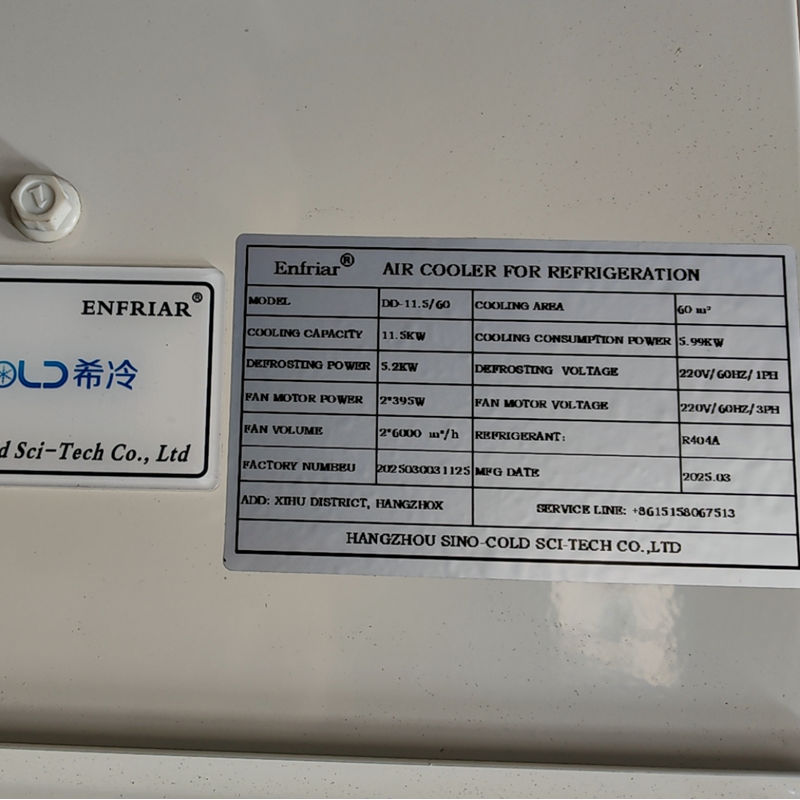 ENFRIAR®
OLD希冷
d Sci-Tech Co., Ltd
Enfriar® AIR COOLER FOR REFRIGERATION
MODEL DD-11.5/60 COOLING AREA 60 m²
COOLING CAPACITY 11.5KW COOLING CONSUMPTION POWER 5.99KW
DEFROSTING POWER 5.2KW DEFROSTING VOLTAGE 220V/60HZ/1PH
FAN MOTOR POWER 2*395W FAN MOTOR VOLTAGE 220V/60HZ/3PH
FAN VOLUME 2*6000 m³/h REFRIGERANT: R404A
FACTORY NUMBEU 2025030031125 MFG DATE 2025.03
ADD: XIHU DISTRICT, HANGZHOX SERVICE LINE: +8615158067513
HANGZHOU SINO-COLD SCI-TECH CO.,LTD